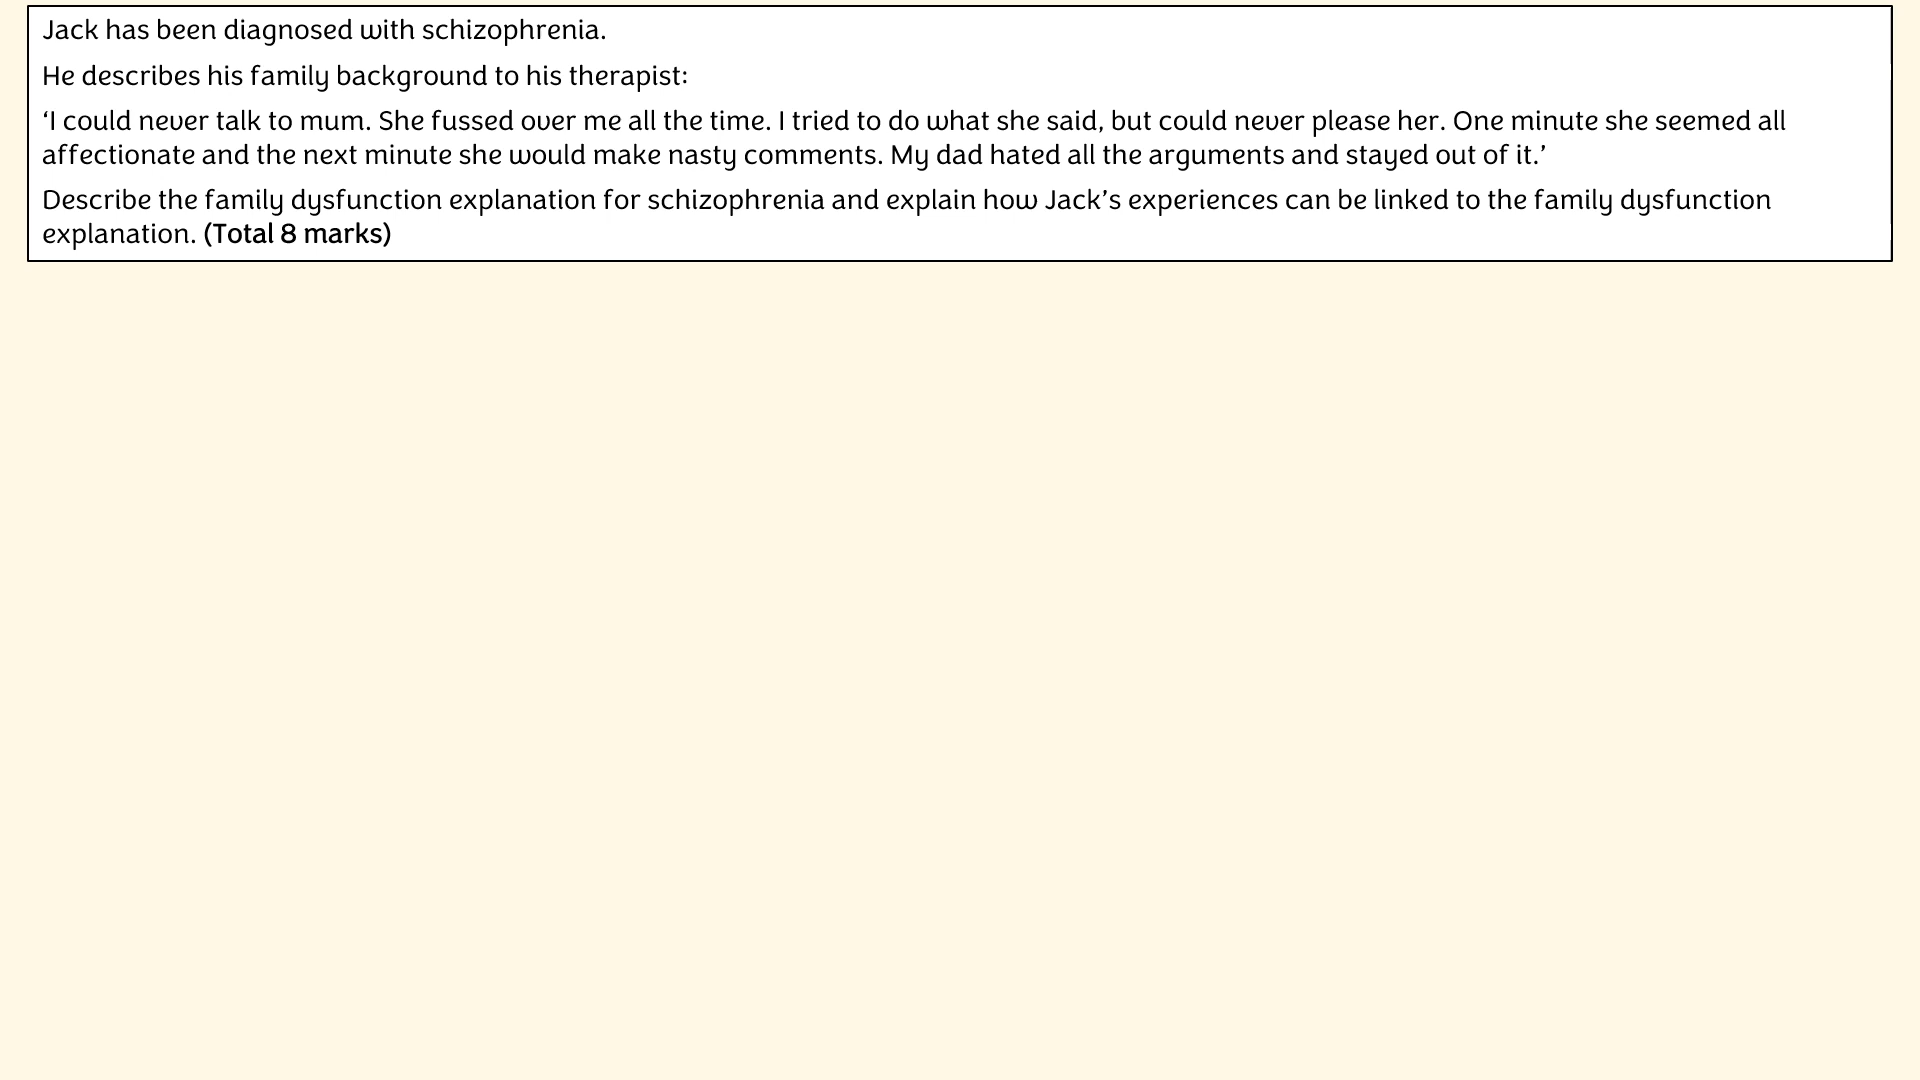 Jack has been diagnosed with schizophrenia.
He describes his family background to his therapist:
‘I could never talk to mum. She fussed over me all the time. I tried to do what she said, but could never please her. One minute she seemed all
affectionate and the next minute she would make nasty comments. My dad hated all the arguments and stayed out of it.’
Describe the family dysfunction explanation for schizophrenia and explain how Jack’s experiences can be linked to the family dysfunction
explanation. (Total 8 marks)